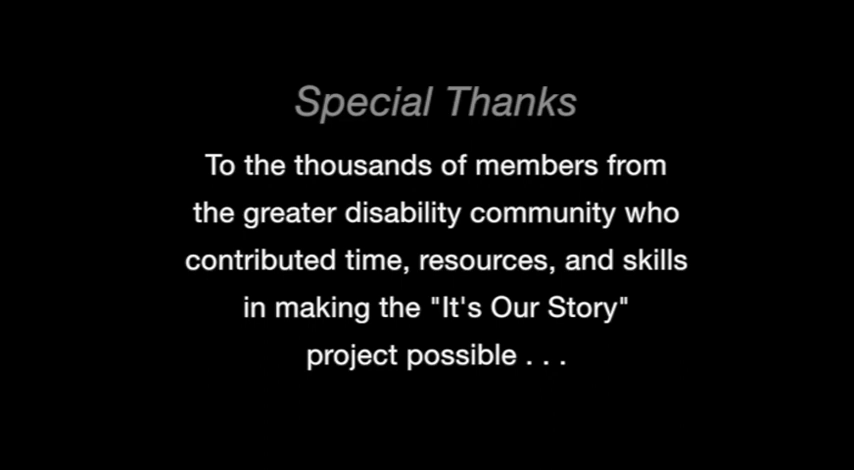 Special Thanks
To the thousands of members from
the greater disability community who
contributed time, resources, and skills
in making the "It's Our Story"
project possible . . .